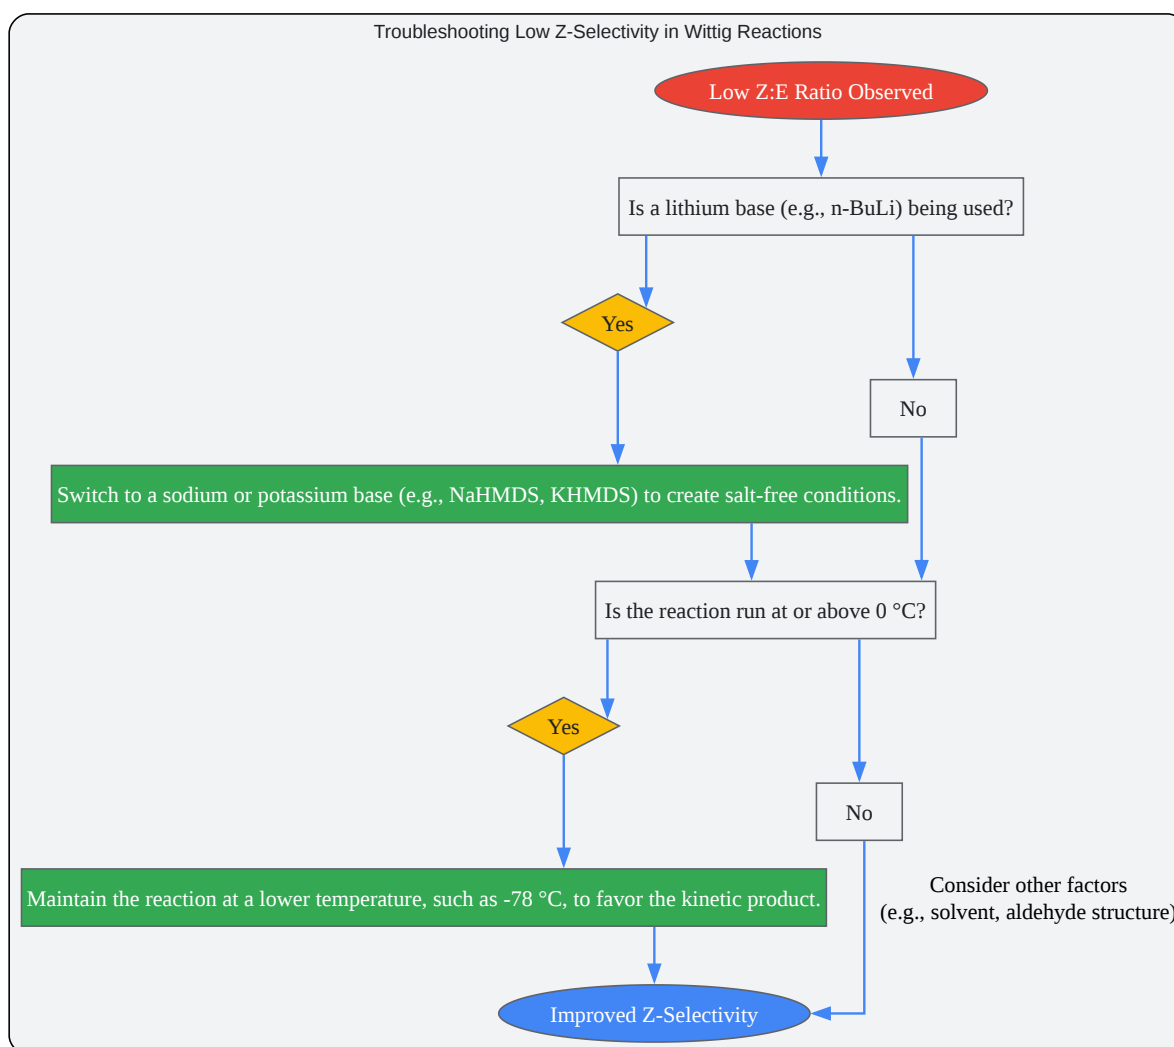 Troubleshooting Low Z-Selectivity in Wittig Reactions
Low Z:E Ratio Observed
Is a lithium base (e.g., n-BuLi) being used?
Yes
No
Switch to a sodium or potassium base (e.g., NaHMDS, KHMDS) to create salt-free conditions.
Is the reaction run at or above 0 °C?
Yes
No
Maintain the reaction at a lower temperature, such as -78 °C, to favor the kinetic product.
Consider other factors
(e.g., solvent, aldehyde structure)
Improved Z-Selectivity